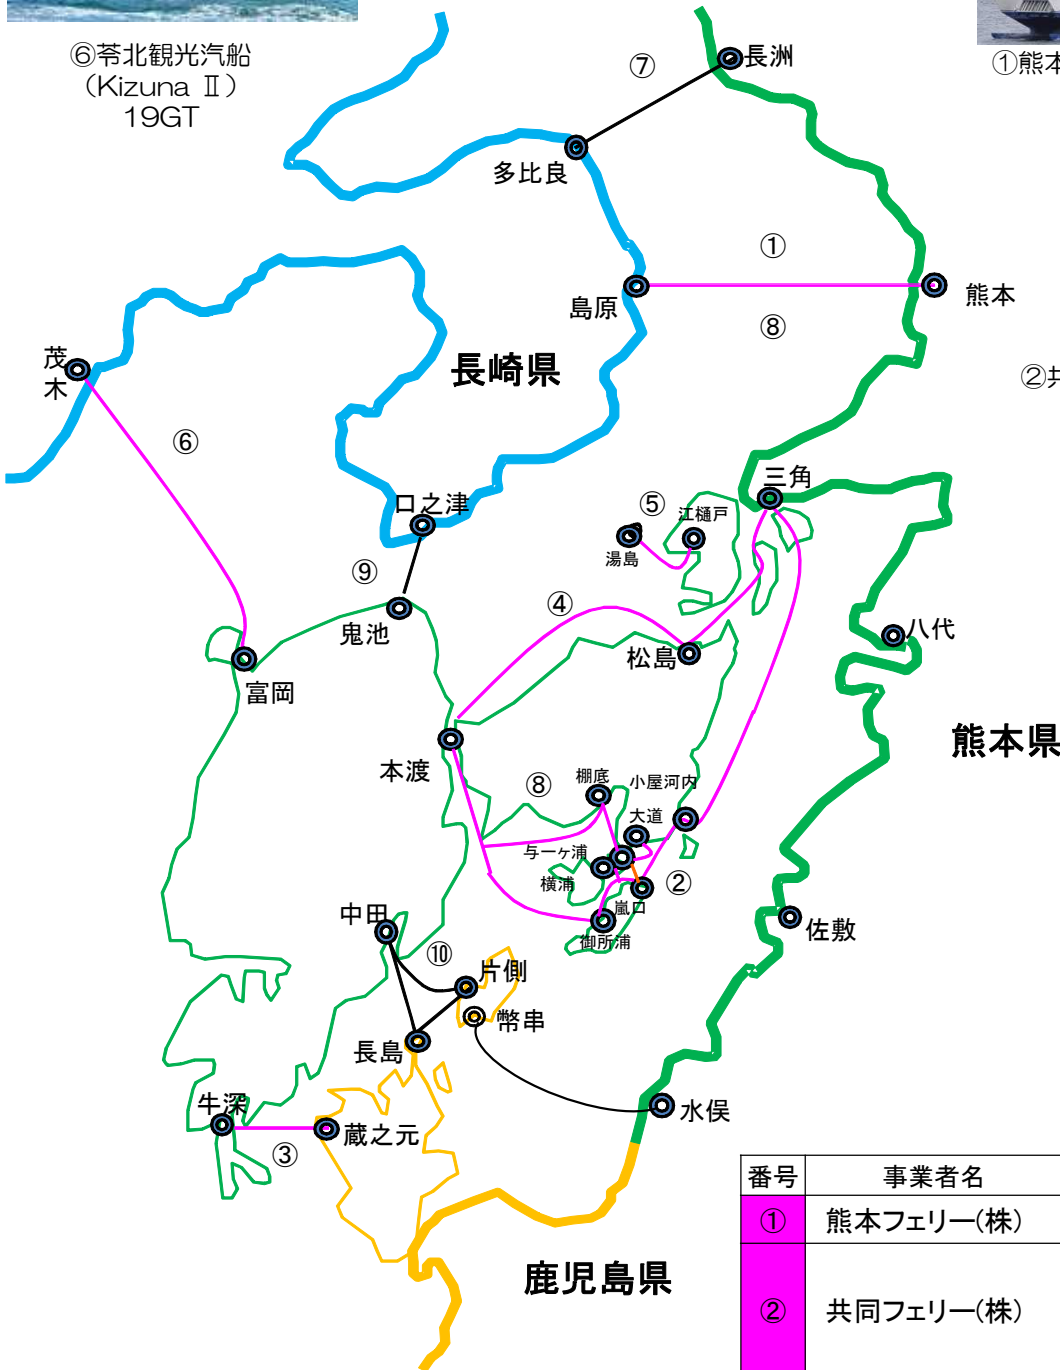 ⑥苓北観光汽船
（Kizuna Ⅱ）
19GT
①熊本
②共
⑦
長洲
多比良
①
島原
熊本
⑧
長崎県
茂
木
⑥
口之津
三角
⑤
江樋戸
湯島
⑨
鬼池
④
八代
松島
富岡
熊本県
本渡
⑧
棚底
小屋河内
大道
与一ヶ浦
横浦
②
嵐口
御所浦
中田
佐敷
⑩
片側
幣串
長島
牛深
蔵之元
水俣
③
鹿児島県
番号
事業者名
①
熊本フェリー(株)
②
共同フェリー(株)